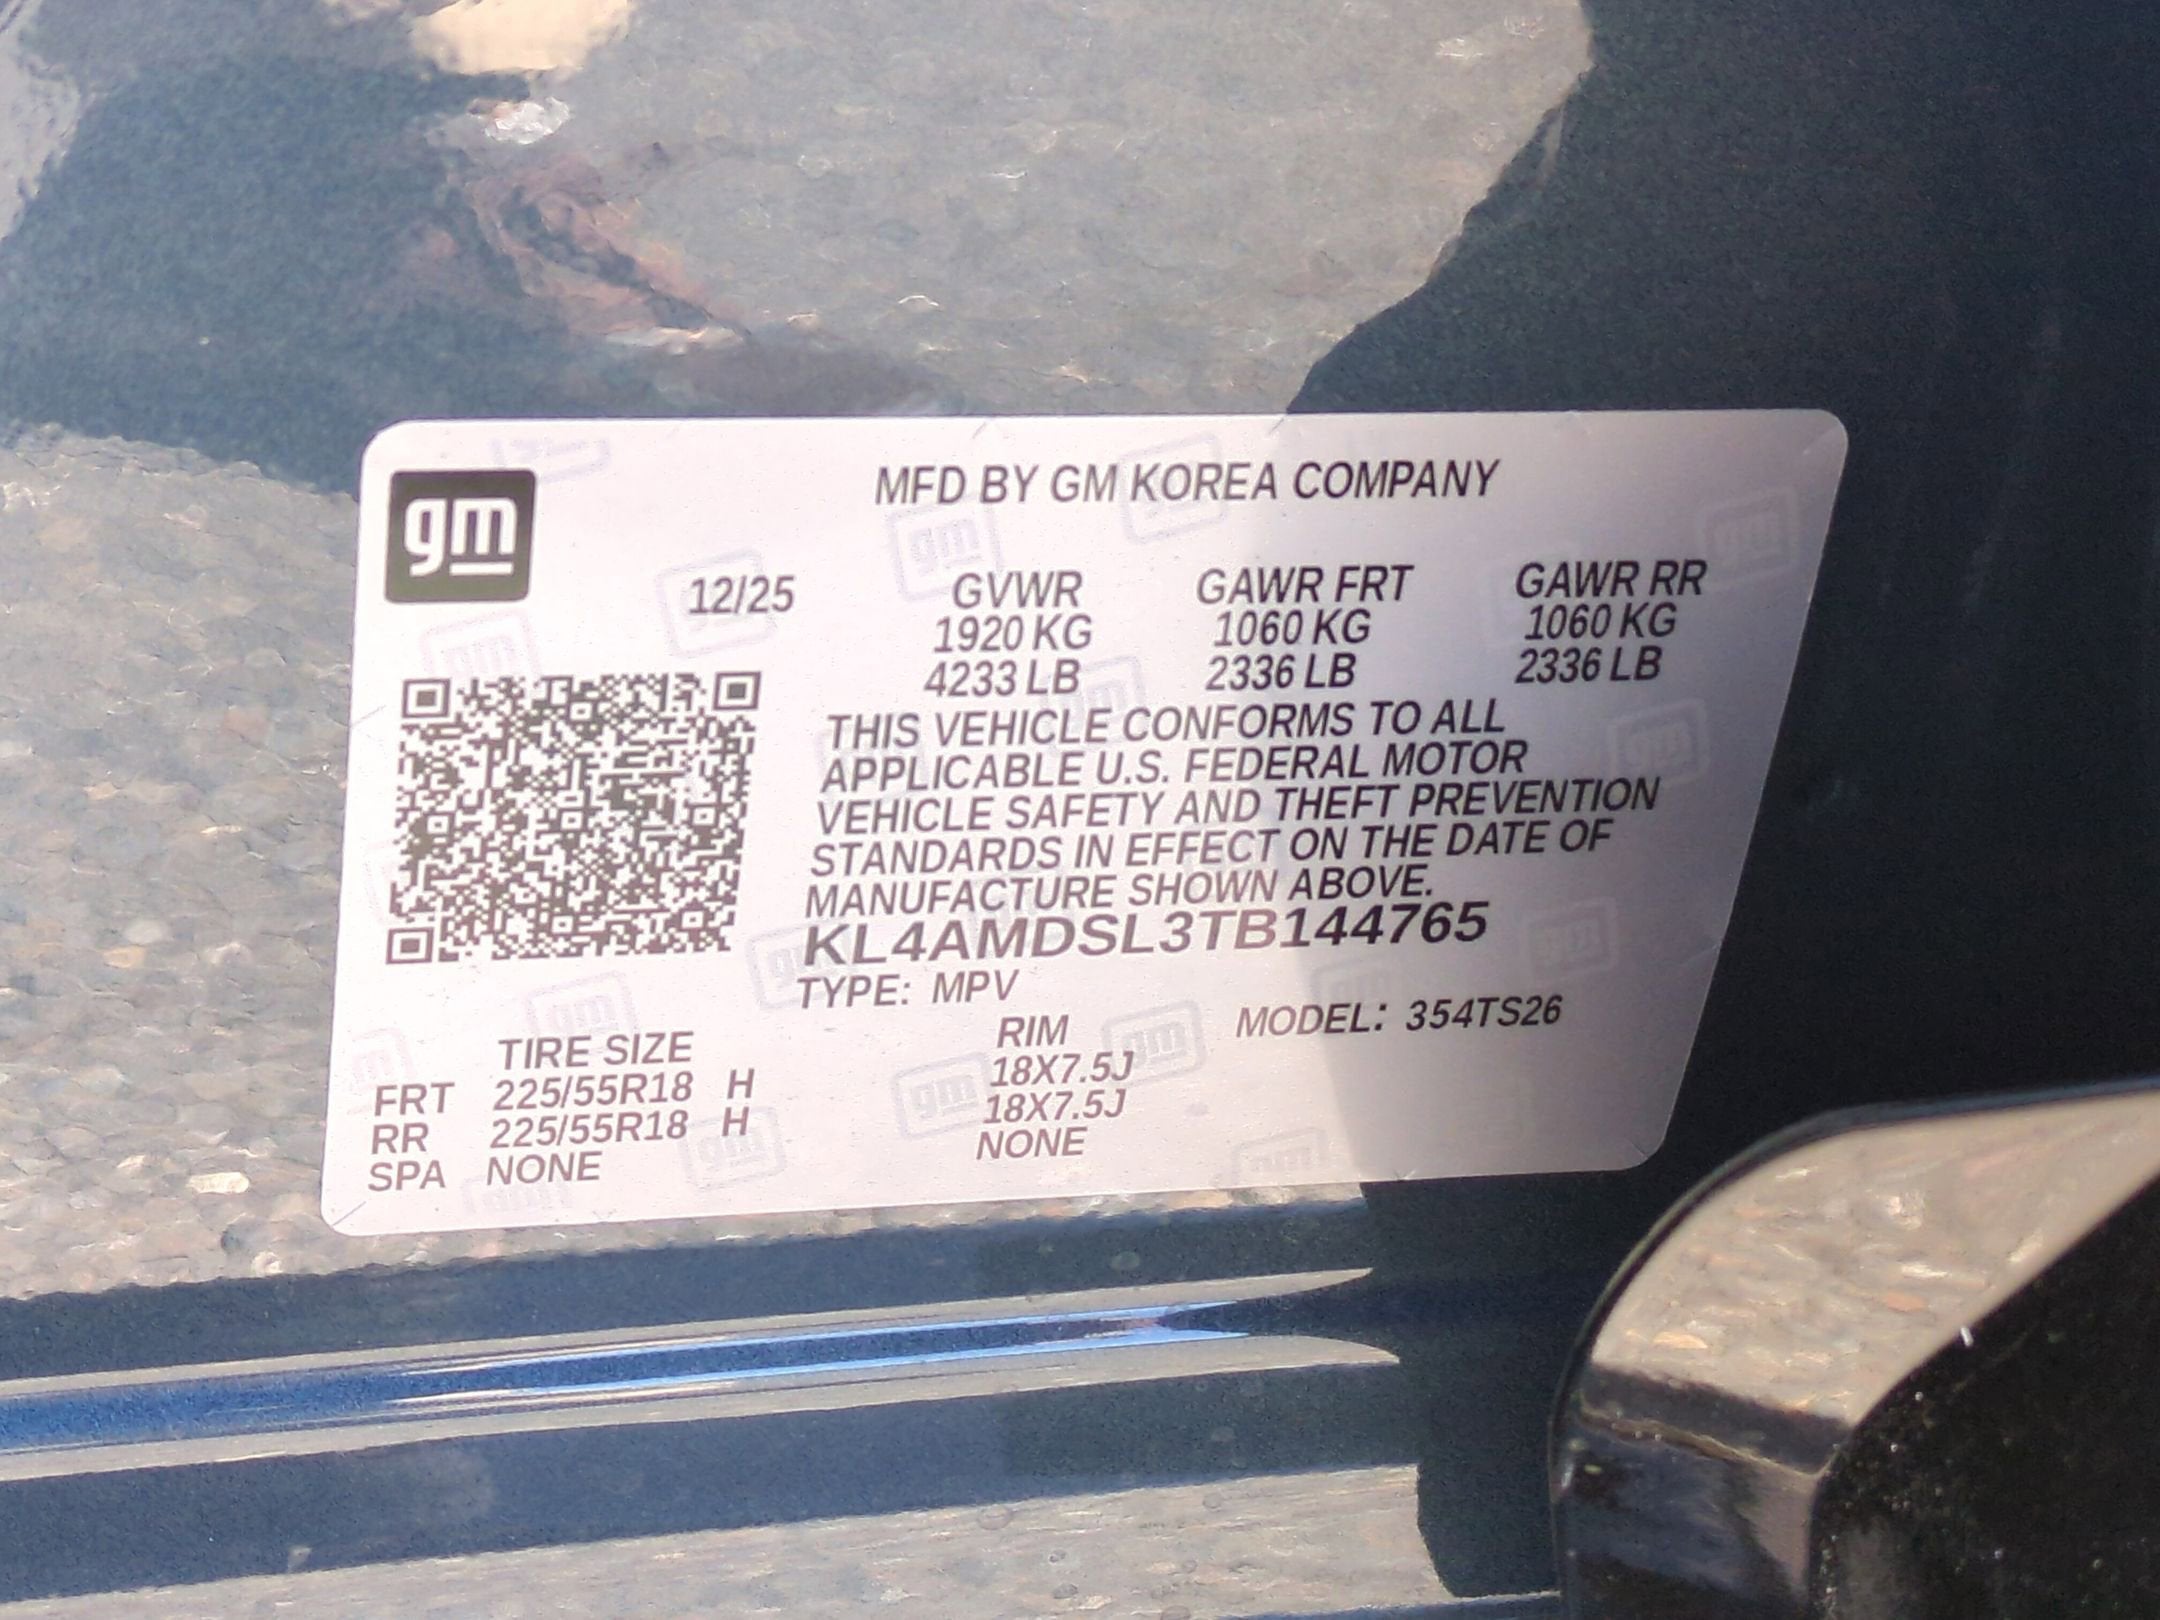 gm
MFD BY GM KOREA COMPANY
12/25 GVWR GAWR FRT GAWR RR
1920 KG 1060 KG 1060 KG
4233 LB 2336 LB 2336 LB
THIS VEHICLE CONFORMS TO ALL
APPLICABLE U.S. FEDERAL MOTOR
VEHICLE SAFETY AND THEFT PREVENTION
STANDARDS IN EFFECT ON THE DATE OF
MANUFACTURE SHOWN ABOVE.
KL4AMDSL3TB144765
TYPE: MPV
MODEL: 354TS26
TIRE SIZE RIM
FRT 225/55R18 H 18X7.5J
RR 225/55R18 H 18X7.5J
SPA NONE NONE